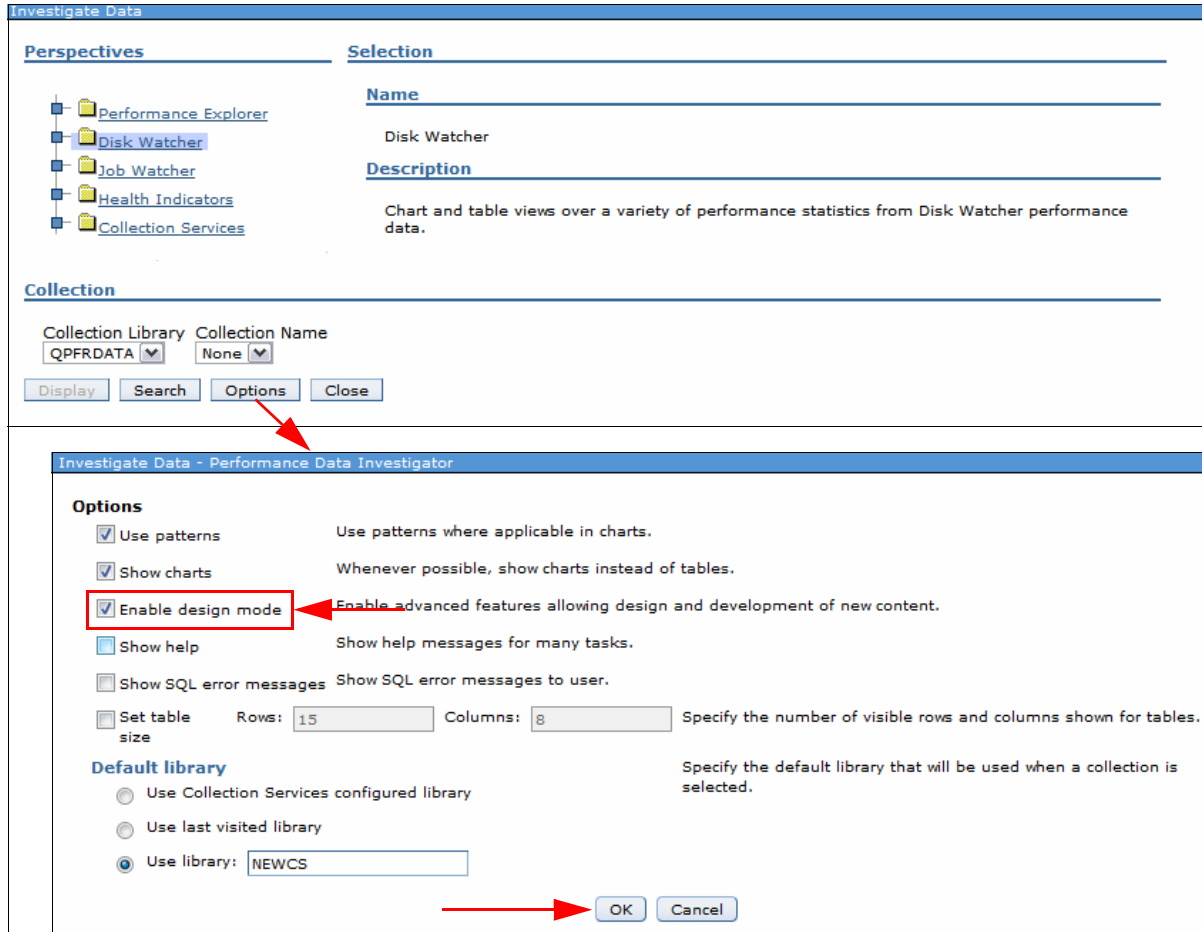 Investigate Data
Perspectives
Performance Explorer
Disk Watcher
Job Watcher
Health Indicators
Collection Services
Selection
Name
Disk Watcher
Description
Chart and table views over a variety of performance statistics from Disk Watcher performance
data.
Collection
Collection Library Collection Name
QPFRDATA None
Display Search Options Close
Investigate Data - Performance Data Investigator
Options
Use patterns Use patterns where applicable in charts.
Show charts Whenever possible, show charts instead of tables.
Enable design mode Enable advanced features allowing design and development of new content.
Show help Show help messages for many tasks.
Show SQL error messages Show SQL error messages to user.
Set table size Rows: 15 Columns: 8 Specify the number of visible rows and columns shown for tables.
Default library Specify the default library that will be used when a collection is
selected.
Use Collection Services configured library
Use last visited library
Use library: NEWCS
OK Cancel